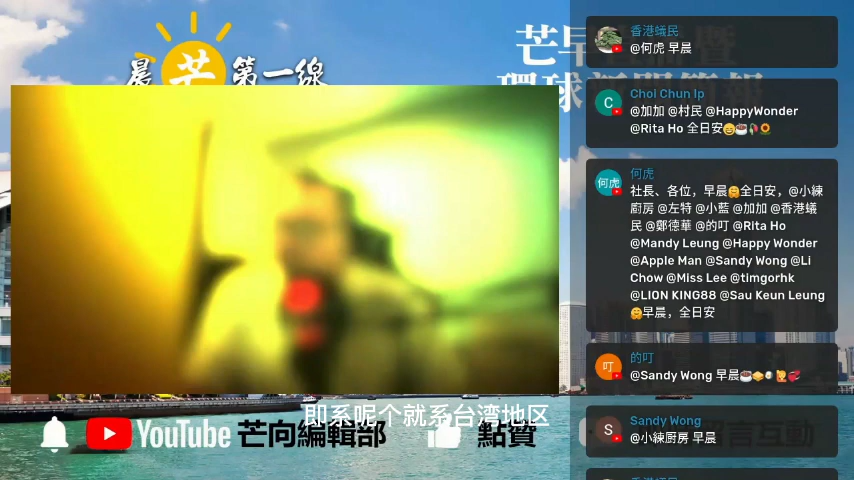 晨 芒 第一線
香港蟻民
@何虎 早晨
C
Choi Chun Ip
@加加 @村民 @HappyWonder
@Rita Ho 全日安😄☕🥀🌻
何虎
何虎
社長、各位，早晨🤗全日安，@小練
廚房 @左特 @小藍 @加加 @香港蟻
民 @鄭德華 @的叮 @Rita Ho
@Mandy Leung @Happy Wonder
@Apple Man @Sandy Wong @Li
Chow @Miss Lee @timgorhk
@LION KING88 @Sau Keun Leung
🤗早晨，全日安
叮
的叮
@Sandy Wong 早晨
S
Sandy Wong
@小練厨房 早晨
即系呢个就系台湾地区
YouTube 芒向編輯部 點贊 留言互動